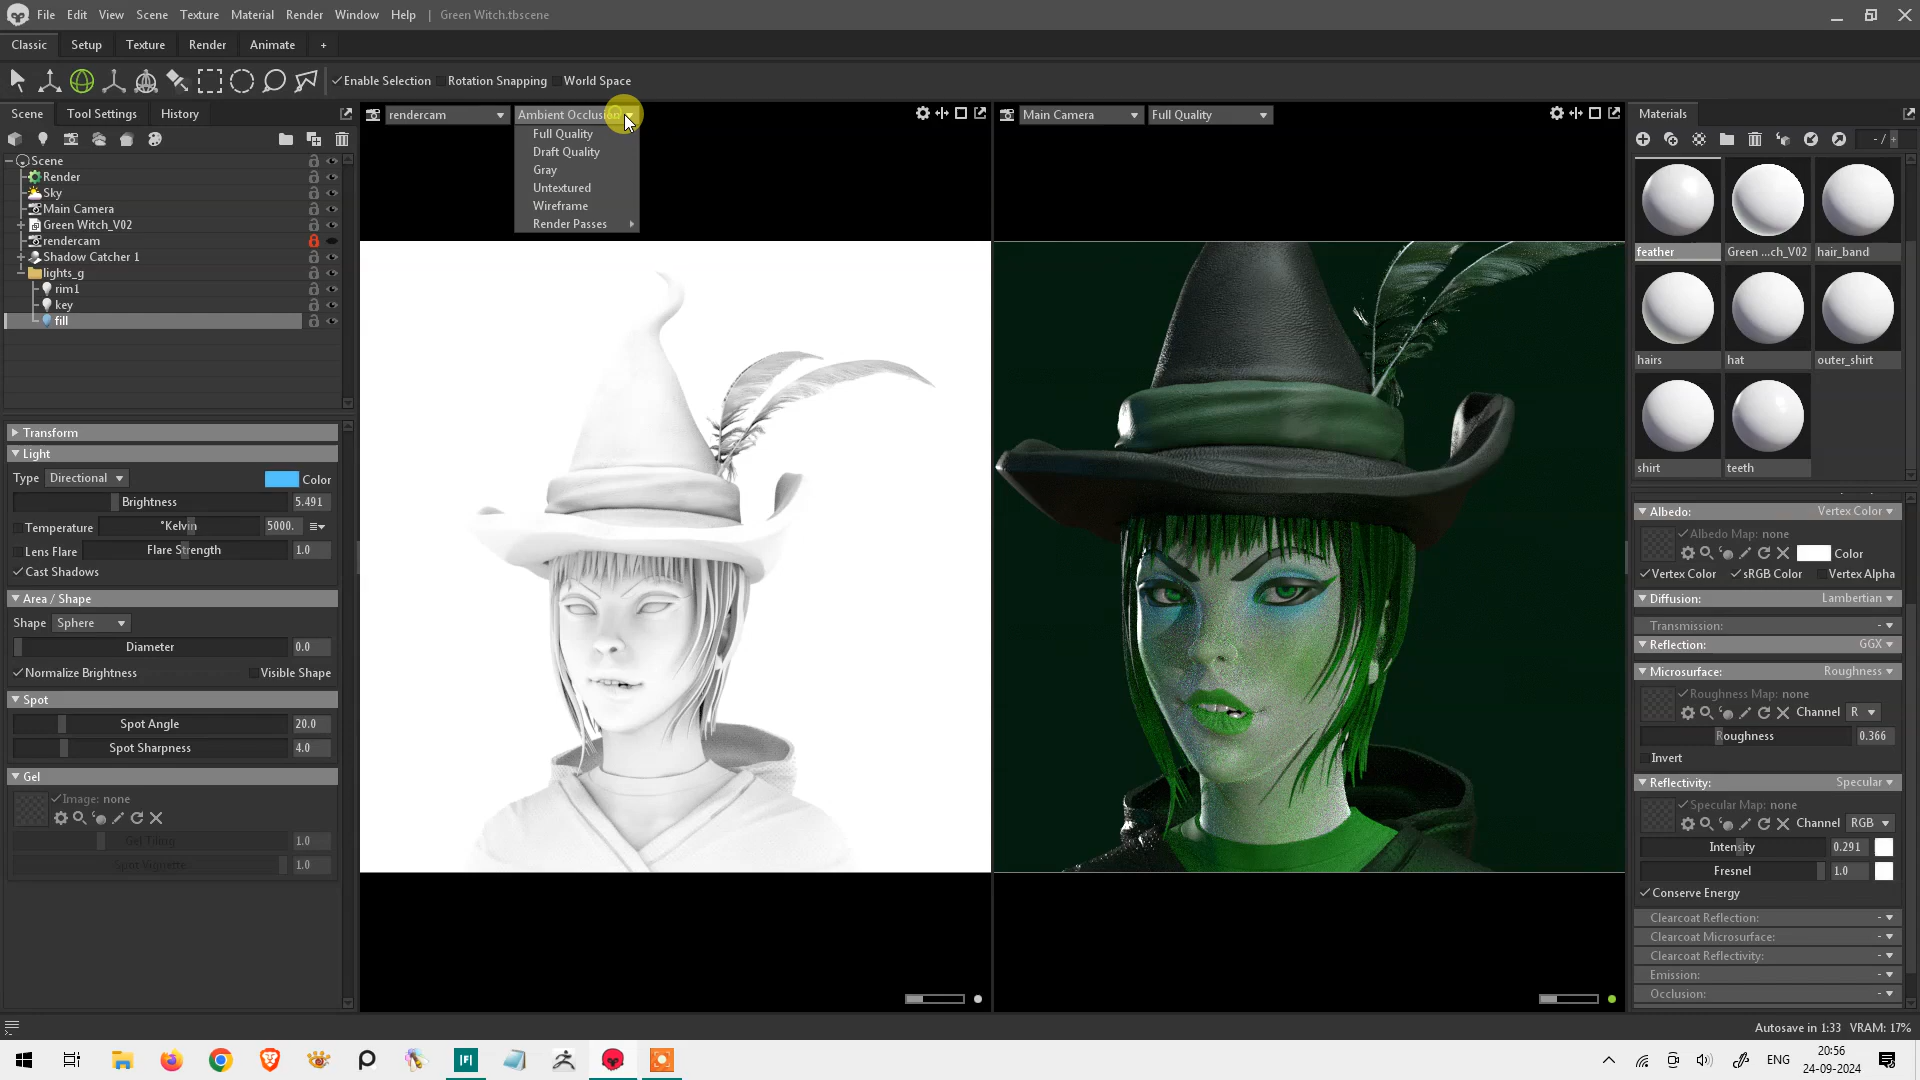 File Edit View Scene Texture Material Render Window Help | Green Witch.tbscene
Classic Setup Texture Render Animate +
Enable Selection Rotation Snapping World Space
Scene Tool Settings History
Scene
Render
Sky
Main Camera
Green Witch_V02
rendercam
Shadow Catcher 1
lights_g
rim1
key
fill
Transform
Light
Type Directional Color
Brightness 5.491
Temperature °Kelvin 5000.
Lens Flare Flare Strength 1.0
Cast Shadows
Area / Shape
Shape Sphere
Diameter 0.0
Normalize Brightness Visible Shape
Spot
Spot Angle 20.0
Spot Sharpness 4.0
Gel
Image: none
Gel Tiling 1.0
Spot Vignette 1.0
rendercam Ambient Occlusion
Full Quality
Draft Quality
Gray
Untextured
Wireframe
Render Passes
Main Camera Full Quality
Materials
- / +
feather Green ...ch_V02 hair_band
hairs hat outer_shirt
shirt teeth
Albedo: Vertex Color
Albedo Map: none
Color
Vertex Color sRGB Color Vertex Alpha
Diffusion: Lambertian
Transmission: -
Reflection: GGX
Microsurface: Roughness
Roughness Map: none
Channel R
Roughness 0.366
Invert
Reflectivity: Specular
Specular Map: none
Channel RGB
Intensity 0.291
Fresnel 1.0
Conserve Energy
Clearcoat Reflection: -
Clearcoat Microsurface: -
Clearcoat Reflectivity: -
Emission: -
Occlusion: -
Autosave in 1:33 VRAM: 17%
ENG
20:56
24-09-2024